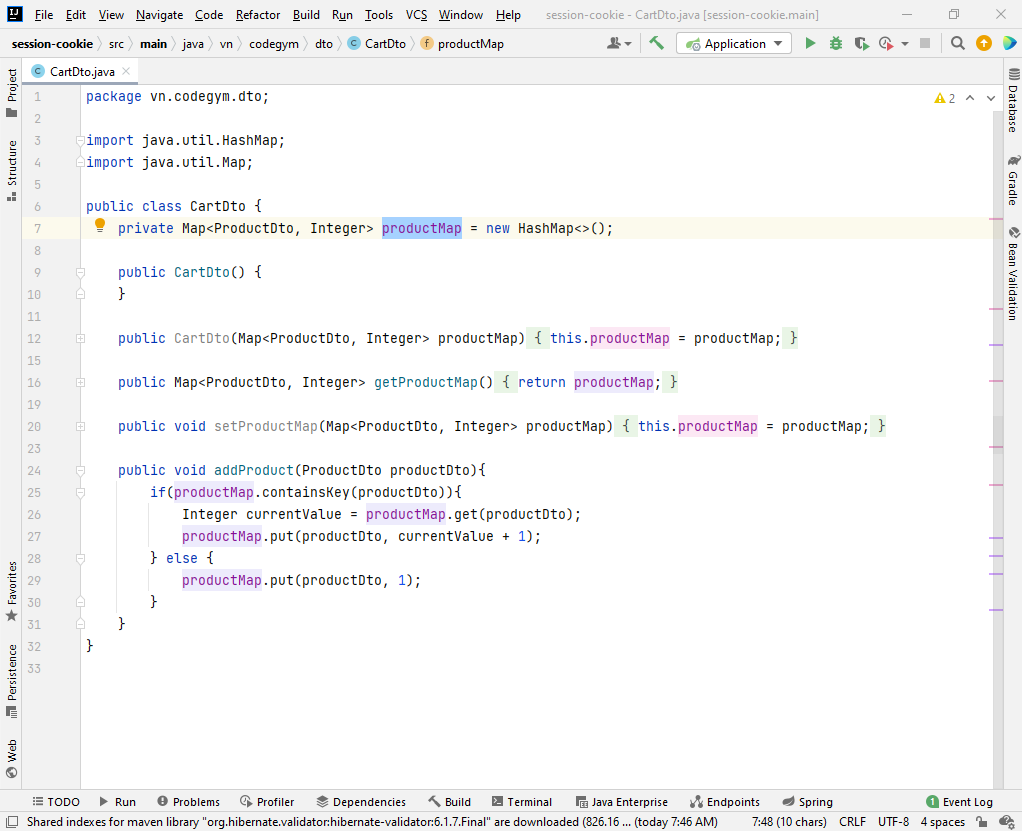 File Edit View Navigate Code Refactor Build Run Tools VCS Window Help session-cookie - CartDto.java [session-cookie.main]
session-cookie src main java vn codegym dto C CartDto f productMap Application
C CartDto.java
Project
Structure
Favorites
Persistence
Web
Database
Gradle
Bean Validation
2
1 package vn.codegym.dto;
2
3 import java.util.HashMap;
4 import java.util.Map;
5
6 public class CartDto {
7 private Map<ProductDto, Integer> productMap = new HashMap<>();
8
9 public CartDto() {
10 }
11
12 public CartDto(Map<ProductDto, Integer> productMap) { this.productMap = productMap; }
15
16 public Map<ProductDto, Integer> getProductMap() { return productMap; }
19
20 public void setProductMap(Map<ProductDto, Integer> productMap) { this.productMap = productMap; }
23
24 public void addProduct(ProductDto productDto){
25 if(productMap.containsKey(productDto)){
26 Integer currentValue = productMap.get(productDto);
27 productMap.put(productDto, currentValue + 1);
28 } else {
29 productMap.put(productDto, 1);
30 }
31 }
32 }
33
TODO Run Problems Profiler Dependencies Build Terminal Java Enterprise Endpoints Spring 1 Event Log
Shared indexes for maven library "org.hibernate.validator:hibernate-validator:6.1.7.Final" are downloaded (826.16 ... (today 7:46 AM) 7:48 (10 chars) CRLF UTF-8 4 spaces